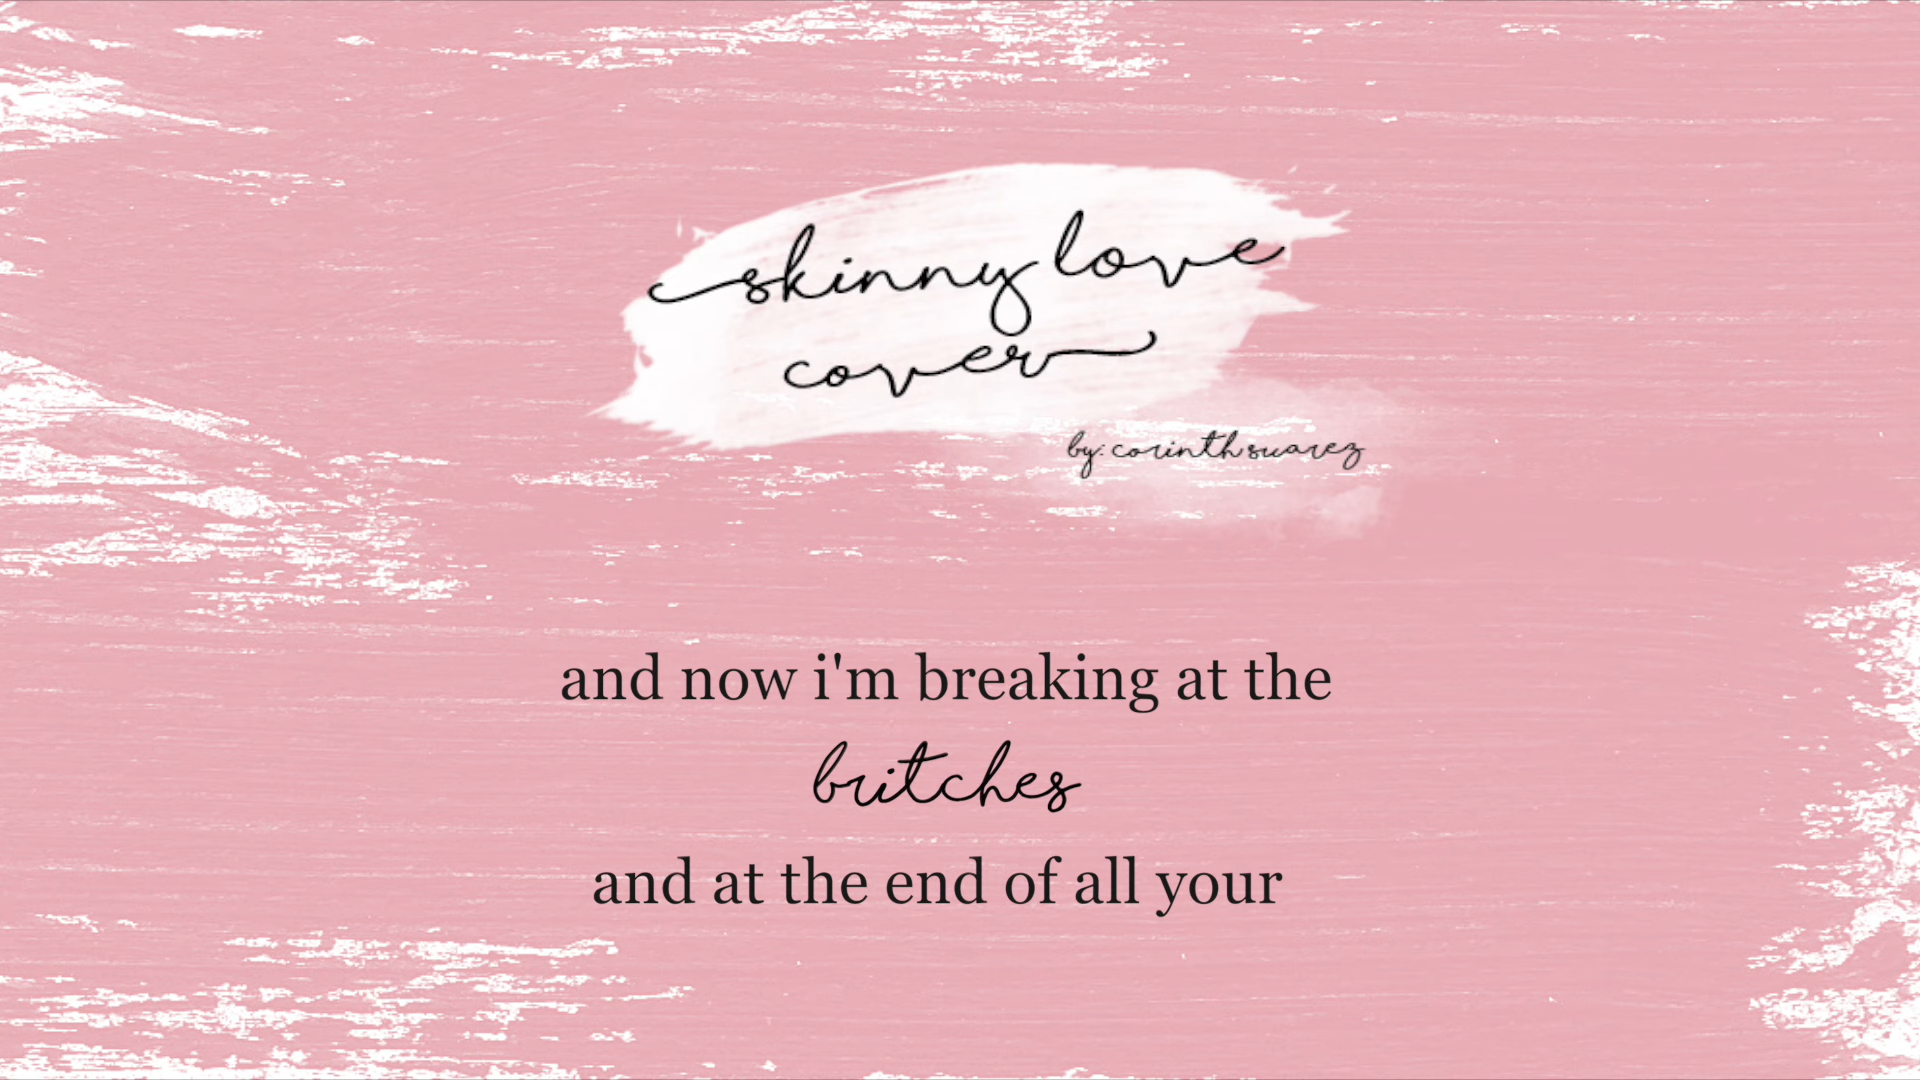 skinny love
cover
by: corinth suarez
and now i'm breaking at the
britches
and at the end of all your